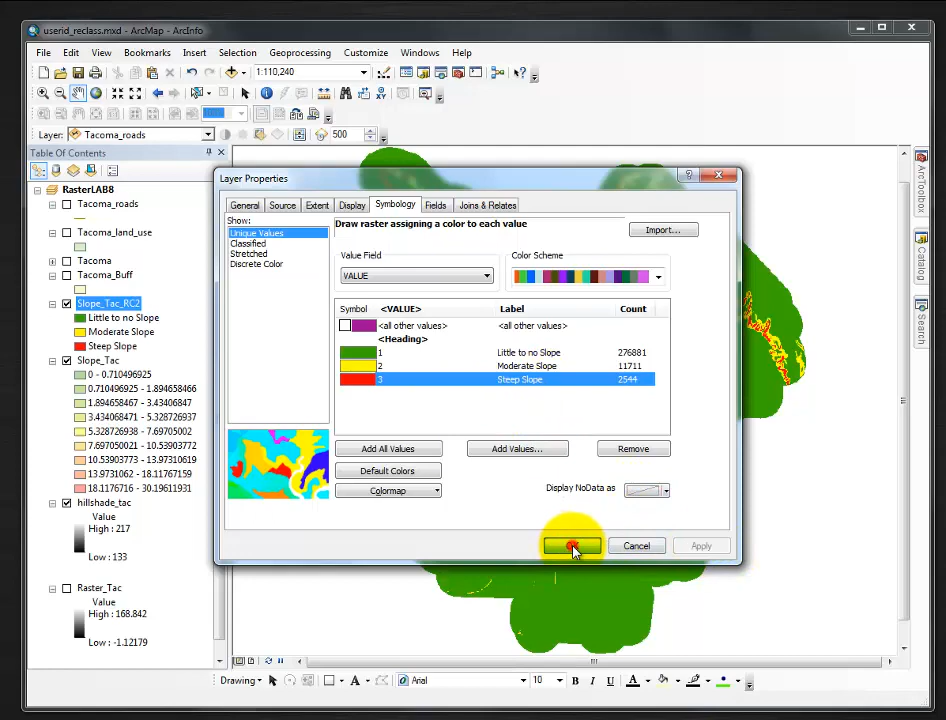 userid_reclass.mxd - ArcMap - ArcInfo
File Edit View Bookmarks Insert Selection Geoprocessing Customize Windows Help
1:110,240
Layer: Tacoma_roads 500
Table Of Contents
RasterLAB8
Tacoma_roads
Tacoma_land_use
Tacoma
Tacoma_Buff
Slope_Tac_RC2
Little to no Slope
Moderate Slope
Steep Slope
Slope_Tac
0 - 0.710496925
0.710496925 - 1.894658466
1.894658467 - 3.43406847
3.434068471 - 5.328726937
5.328726938 - 7.69705002
7.697050021 - 10.53903772
10.53903773 - 13.9731062
13.9731062 - 18.11767159
18.1176716 - 30.19611931
hillshade_tac
Value
High : 217
Low : 133
Raster_Tac
Value
High : 168.842
Low : -1.12179
Layer Properties
General Source Extent Display Symbology Fields Joins & Relates
Show:
Unique Values
Classified
Stretched
Discrete Color
Draw raster assigning a color to each value
Import...
Value Field
VALUE
Color Scheme
Symbol <VALUE> Label Count
<all other values> <all other values>
<Heading>
1 Little to no Slope 276881
2 Moderate Slope 11711
3 Steep Slope 2544
Add All Values Add Values... Remove
Default Colors
Colormap
Display NoData as
Cancel Apply
ArcToolbox
Catalog
Search
Drawing Arial 10 B I U A